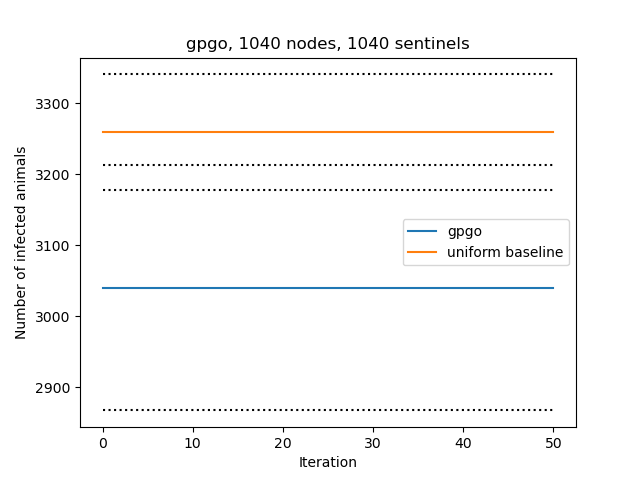 gpgo, 1040 nodes, 1040 sentinels
Number of infected animals
3300
3200
3100
3000
2900
gpgo
uniform baseline
0 10 20 30 40 50
Iteration